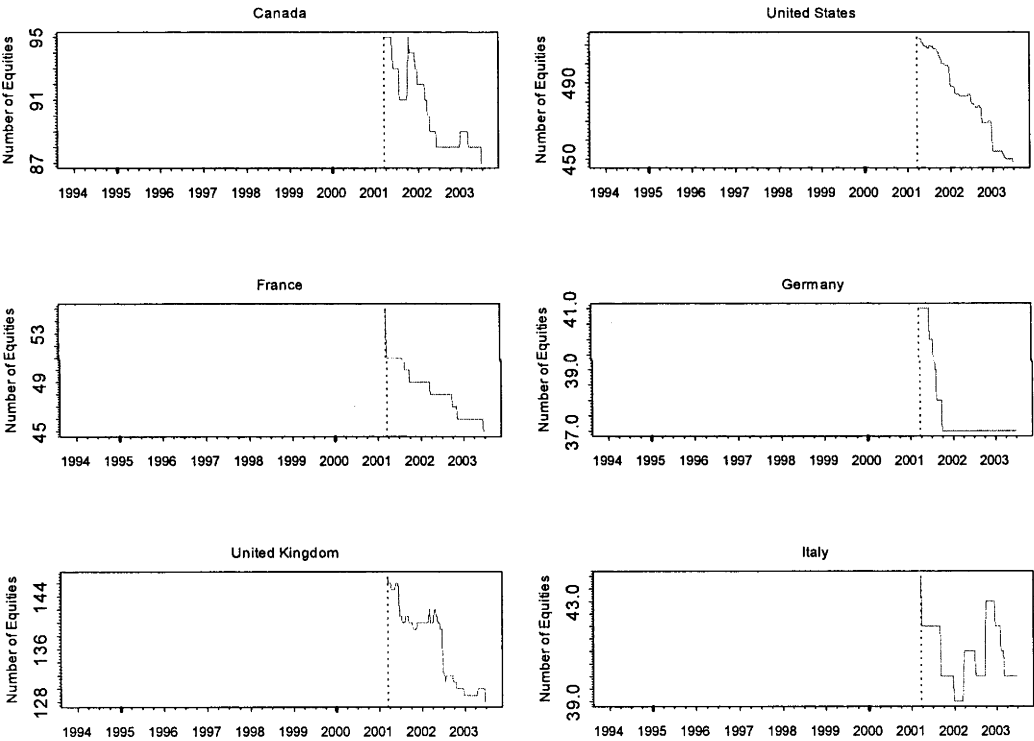 Canada
Number of Equities
95
91
87
1994 1995 1996 1997 1998 1999 2000 2001 2002 2003
United States
Number of Equities
490
450
1994 1995 1996 1997 1998 1999 2000 2001 2002 2003
France
Number of Equities
53
49
45
1994 1995 1996 1997 1998 1999 2000 2001 2002 2003
Germany
Number of Equities
41.0
39.0
37.0
1994 1995 1996 1997 1998 1999 2000 2001 2002 2003
United Kingdom
Number of Equities
144
136
128
1994 1995 1996 1997 1998 1999 2000 2001 2002 2003
Italy
Number of Equities
43.0
39.0
1994 1995 1996 1997 1998 1999 2000 2001 2002 2003